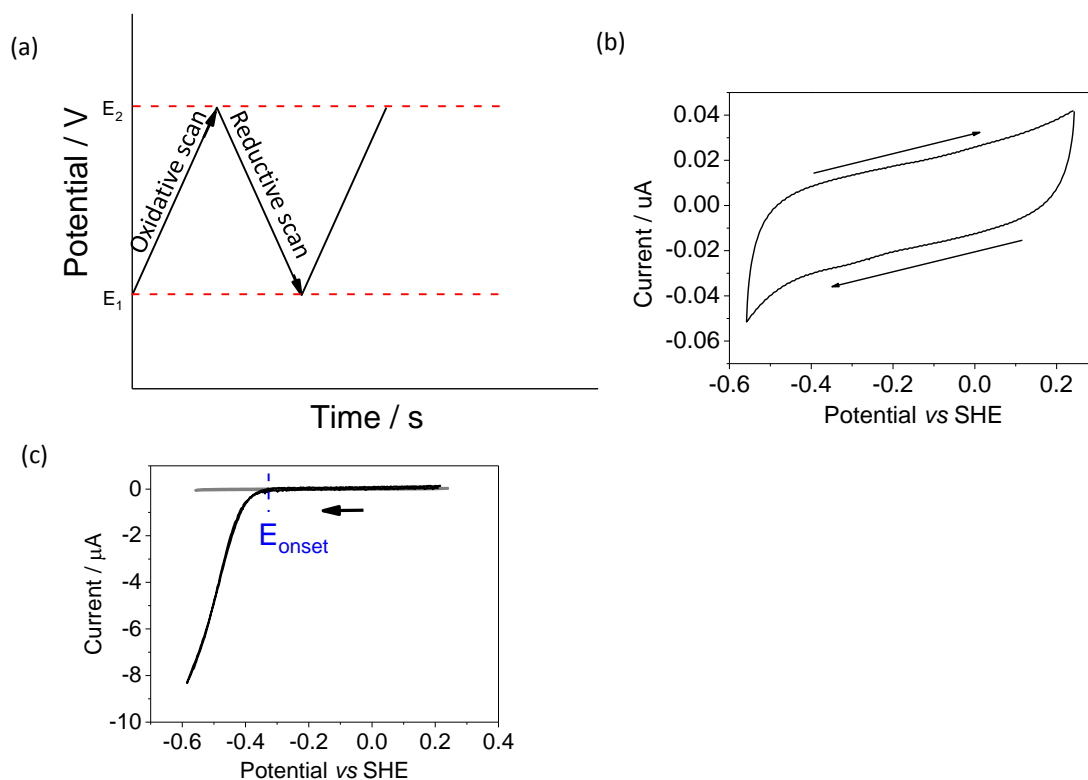 (a)
Potential / V
E2
E1
Oxidative scan
Reductive scan
Time / s
(b)
Current / uA
0.04
0.02
0.00
-0.02
-0.04
-0.06
-0.6
-0.4
-0.2
0.0
0.2
Potential vs SHE
(c)
Current / μA
0
-2
-4
-6
-8
-10
Eonset
-0.6
-0.4
-0.2
0.0
0.2
0.4
Potential vs SHE